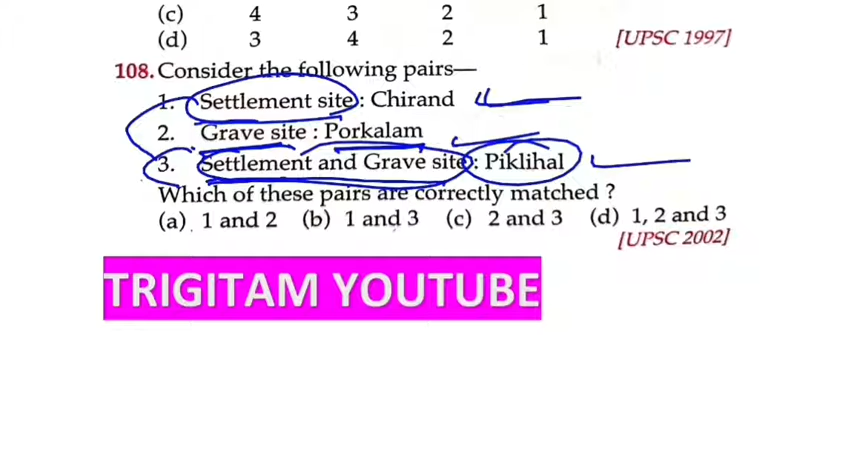 (c) 4 3 2 1
(d) 3 4 2 1 [UPSC 1997]
108. Consider the following pairs—
1. Settlement site : Chirand
2. Grave site : Porkalam
3. Settlement and Grave site : Piklihal
Which of these pairs are correctly matched ?
(a) 1 and 2 (b) 1 and 3 (c) 2 and 3 (d) 1, 2 and 3
[UPSC 2002]
TRIGITAM YOUTUBE